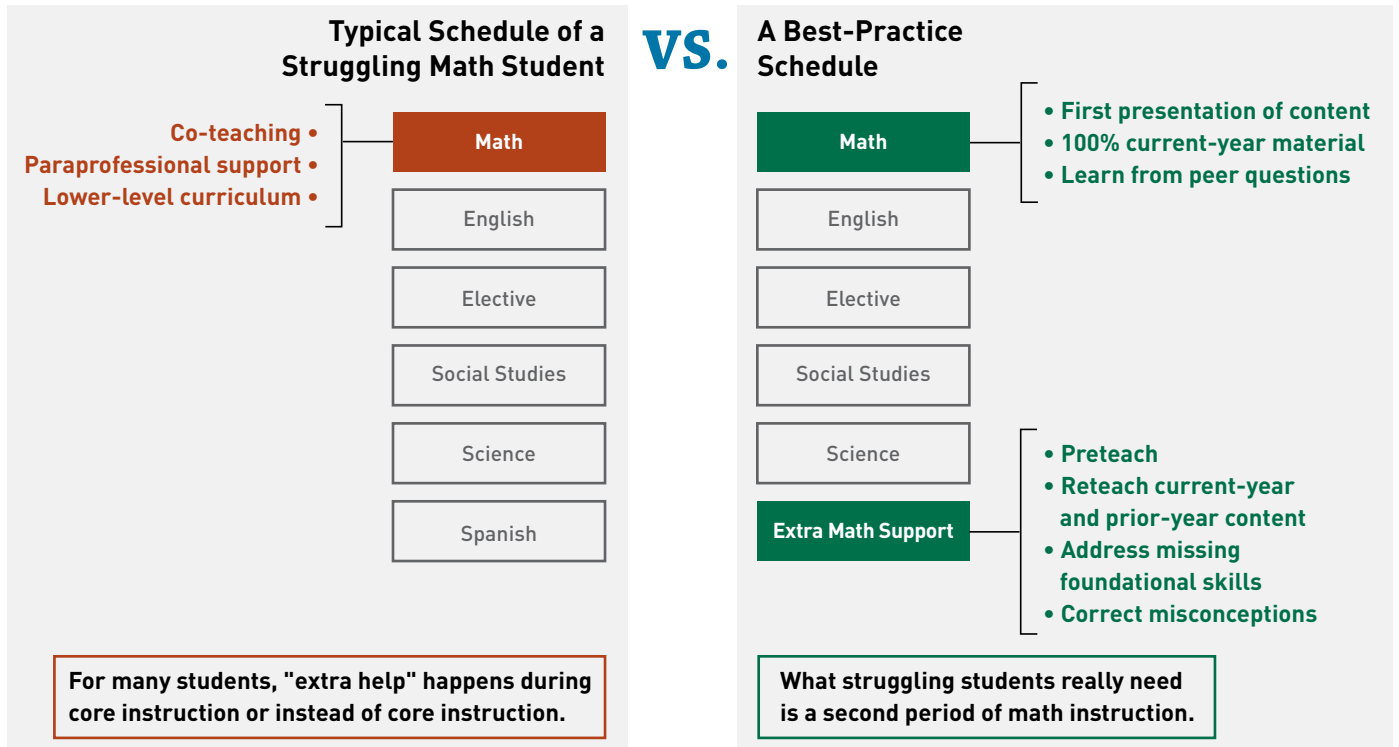 Typical Schedule of a
Struggling Math Student
vs.
A Best-Practice
Schedule
Co-teaching •
Paraprofessional support •
Lower-level curriculum •
Math
English
Elective
Social Studies
Science
Spanish
For many students, "extra help" happens during
core instruction or instead of core instruction.
Math
• First presentation of content
• 100% current-year material
• Learn from peer questions
English
Elective
Social Studies
Science
Extra Math Support
• Preteach
• Reteach current-year
and prior-year content
• Address missing
foundational skills
• Correct misconceptions
What struggling students really need
is a second period of math instruction.